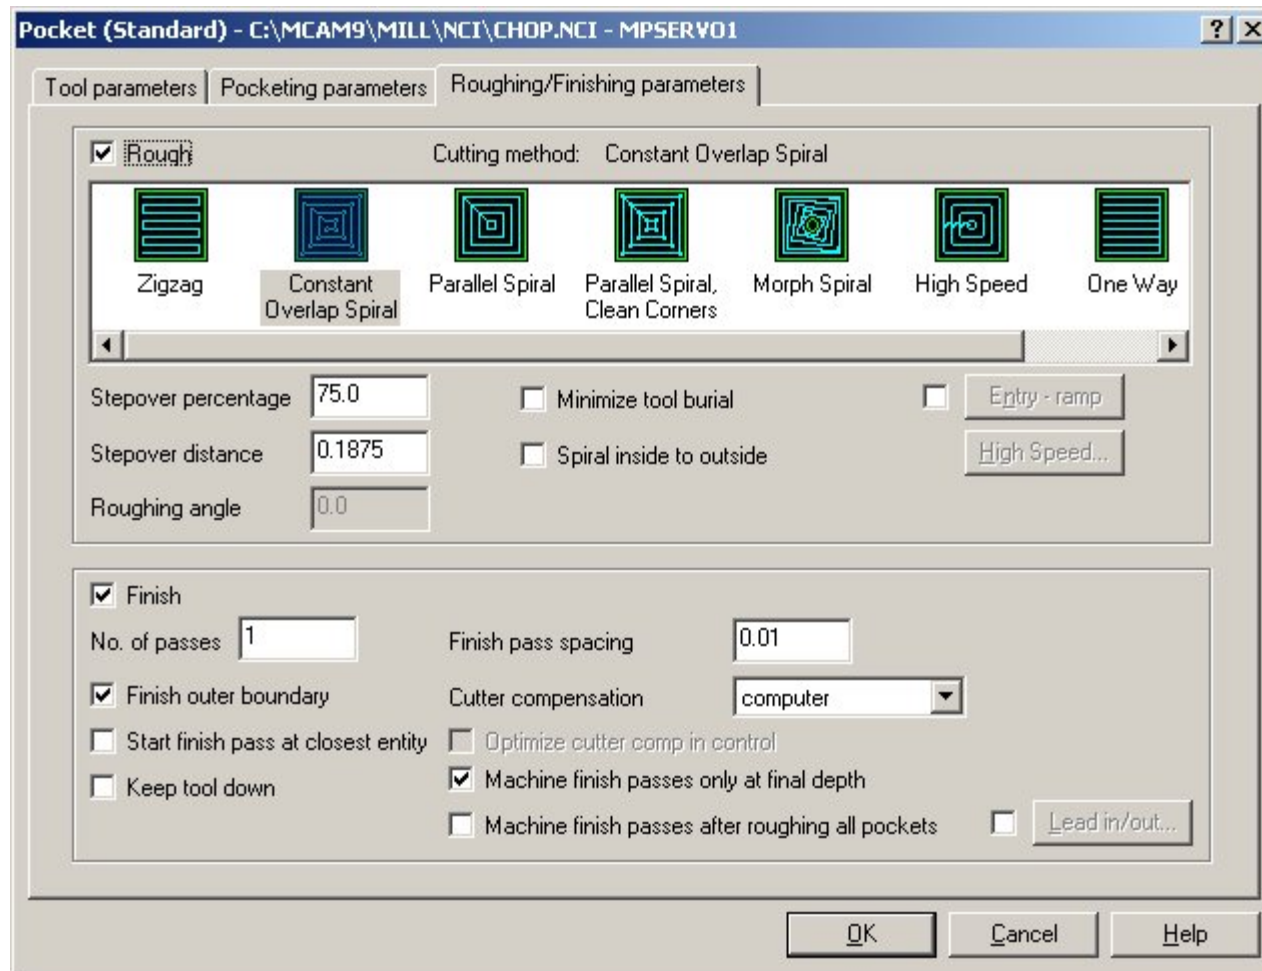 Pocket (Standard) - C:\MCAM9\MILL\NCI\CHOP.NCI - MPSERVO1
Tool parameters
Pocketing parameters
Roughing/Finishing parameters
Rough
Cutting method: Constant Overlap Spiral
Zigzag
Constant
Overlap Spiral
Parallel Spiral
Parallel Spiral,
Clean Corners
Morph Spiral
High Speed
One Way
Stepover percentage 75.0
Minimize tool burial
Entry - ramp
Stepover distance 0.1875
Spiral inside to outside
High Speed...
Roughing angle 0.0
Finish
No. of passes 1
Finish pass spacing 0.01
Finish outer boundary
Cutter compensation computer
Start finish pass at closest entity
Optimize cutter comp in control
Keep tool down
Machine finish passes only at final depth
Machine finish passes after roughing all pockets
Lead in/out...
OK
Cancel
Help